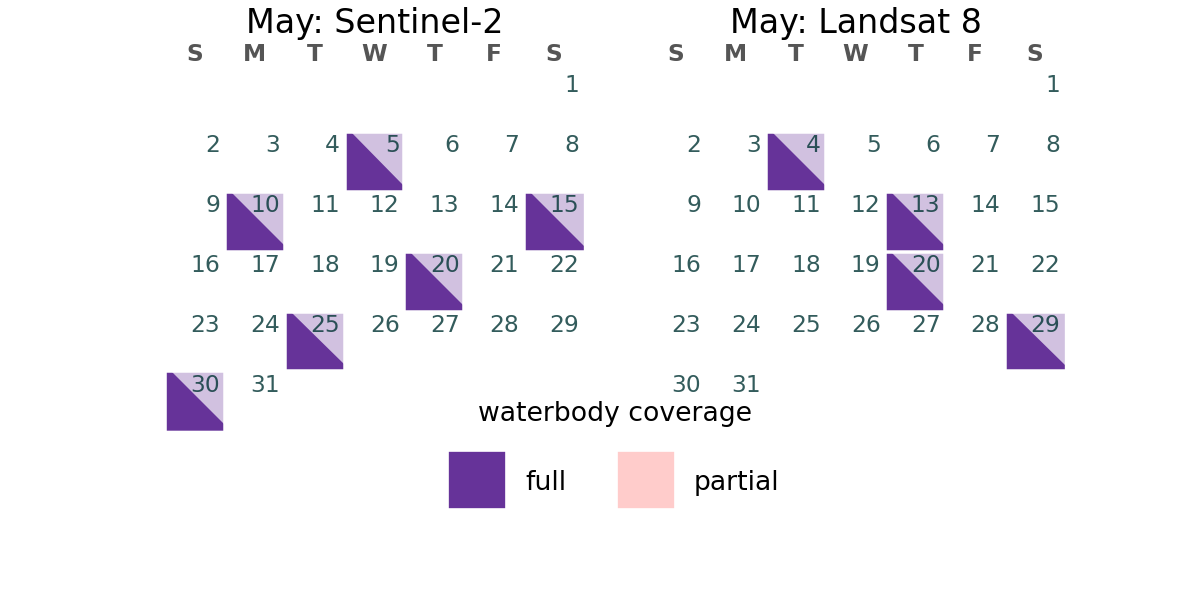 May: Sentinel-2
S M T W T F S
1
2 3 4 5 6 7 8
9 10 11 12 13 14 15
16 17 18 19 20 21 22
23 24 25 26 27 28 29
30 31
May: Landsat 8
S M T W T F S
1
2 3 4 5 6 7 8
9 10 11 12 13 14 15
16 17 18 19 20 21 22
23 24 25 26 27 28 29
30 31
waterbody coverage
full partial